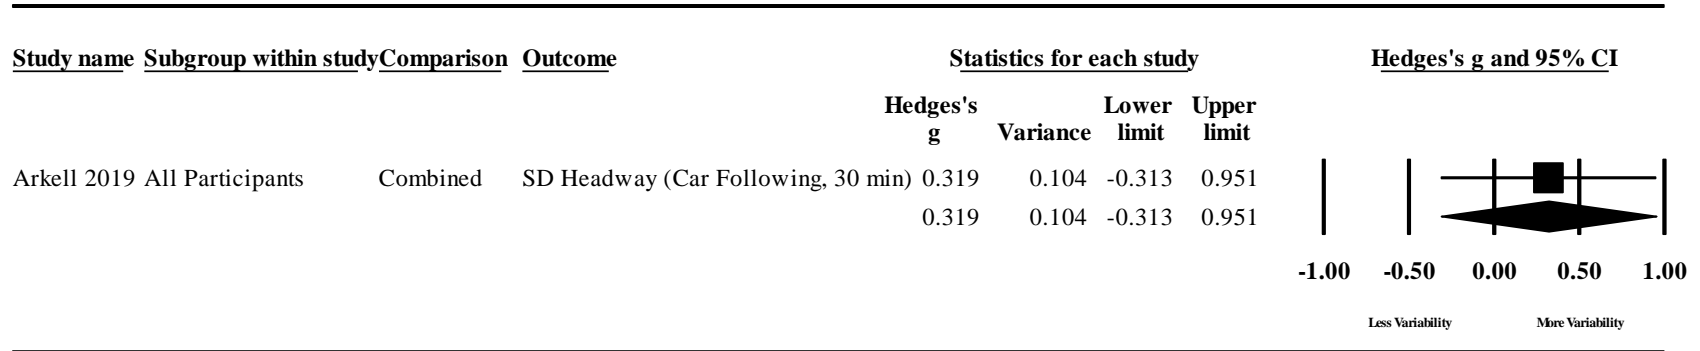 Study name Subgroup within study Comparison Outcome Statistics for each study Hedges's g and 95% CI
Hedges's Lower Upper
g Variance limit limit
Arkell 2019 All Participants Combined SD Headway (Car Following, 30 min) 0.319 0.104 -0.313 0.951
0.319 0.104 -0.313 0.951
-1.00 -0.50 0.00 0.50 1.00
Less Variability More Variability